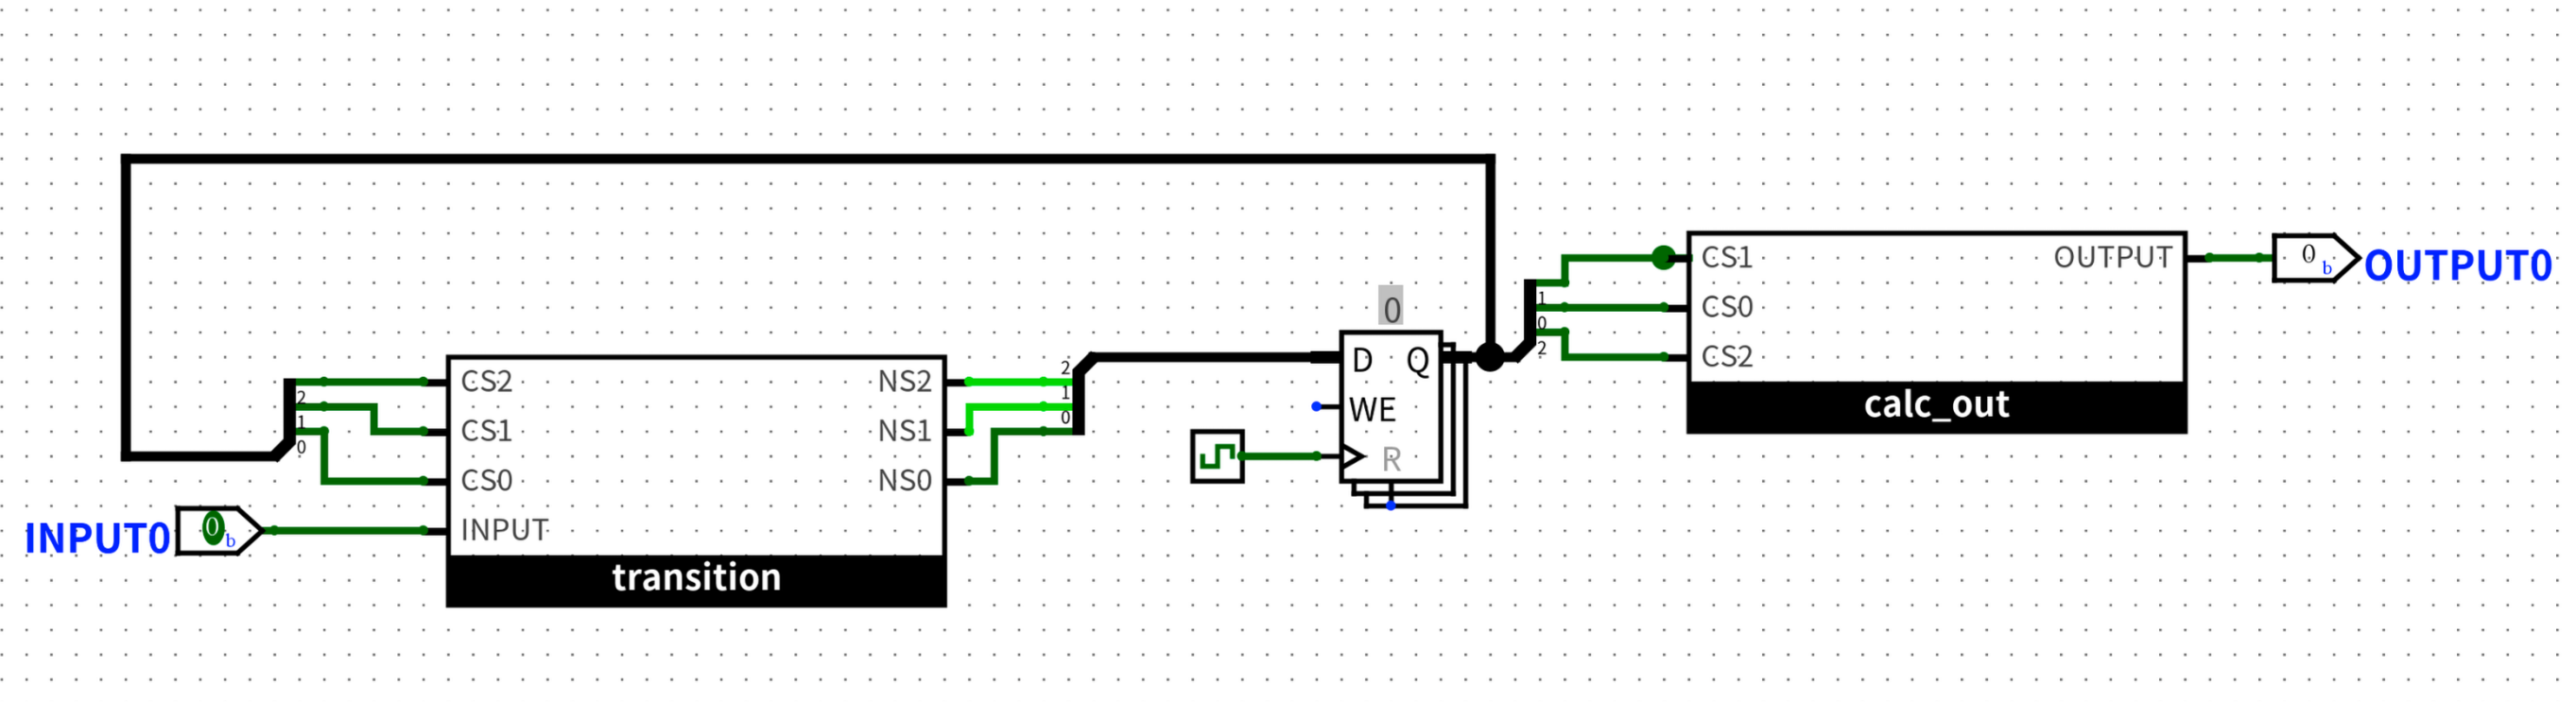 CS1
OUTPUT
0 b
OUTPUT0
1
CS0
0
0
2
CS2
D
Q
2
CS2
NS2
1
calc_out
2
WE
0
1
CS1
NS1
0
R
CS0
NS0
INPUT0
0 b
INPUT
transition